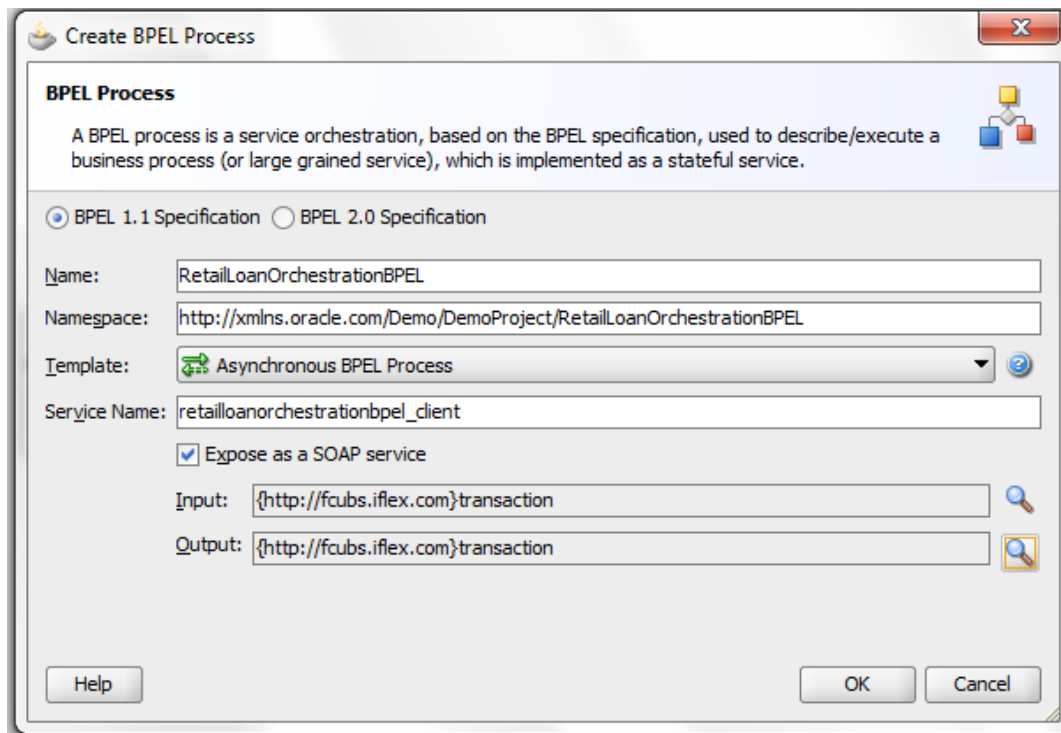 Create BPEL Process
BPEL Process
A BPEL process is a service orchestration, based on the BPEL specification, used to describe/execute a
business process (or large grained service), which is implemented as a stateful service.
BPEL 1.1 Specification BPEL 2.0 Specification
Name: RetailLoanOrchestrationBPEL
Namespace: http://xmlns.oracle.com/Demo/DemoProject/RetailLoanOrchestrationBPEL
Template: Asynchronous BPEL Process
Service Name: retailloanorchestrationbpel_client
Expose as a SOAP service
Input: {http://fcubs.iflex.com}transaction
Output: {http://fcubs.iflex.com}transaction
Help OK Cancel